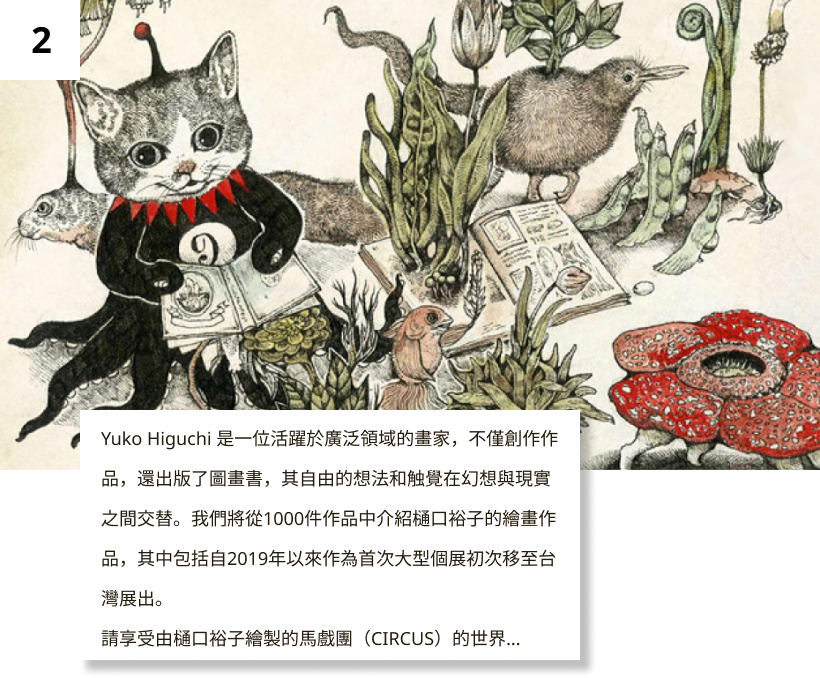 2
Yuko Higuchi 是一位活躍於廣泛領域的畫家，不僅創作作
品，還出版了圖畫書，其自由的想法和触覺在幻想與現實
之間交替。我們將從1000件作品中介紹樋口裕子的繪畫作
品，其中包括自2019年以來作為首次大型個展初次移至台
灣展出。
請享受由樋口裕子繪製的馬戲團（CIRCUS）的世界...